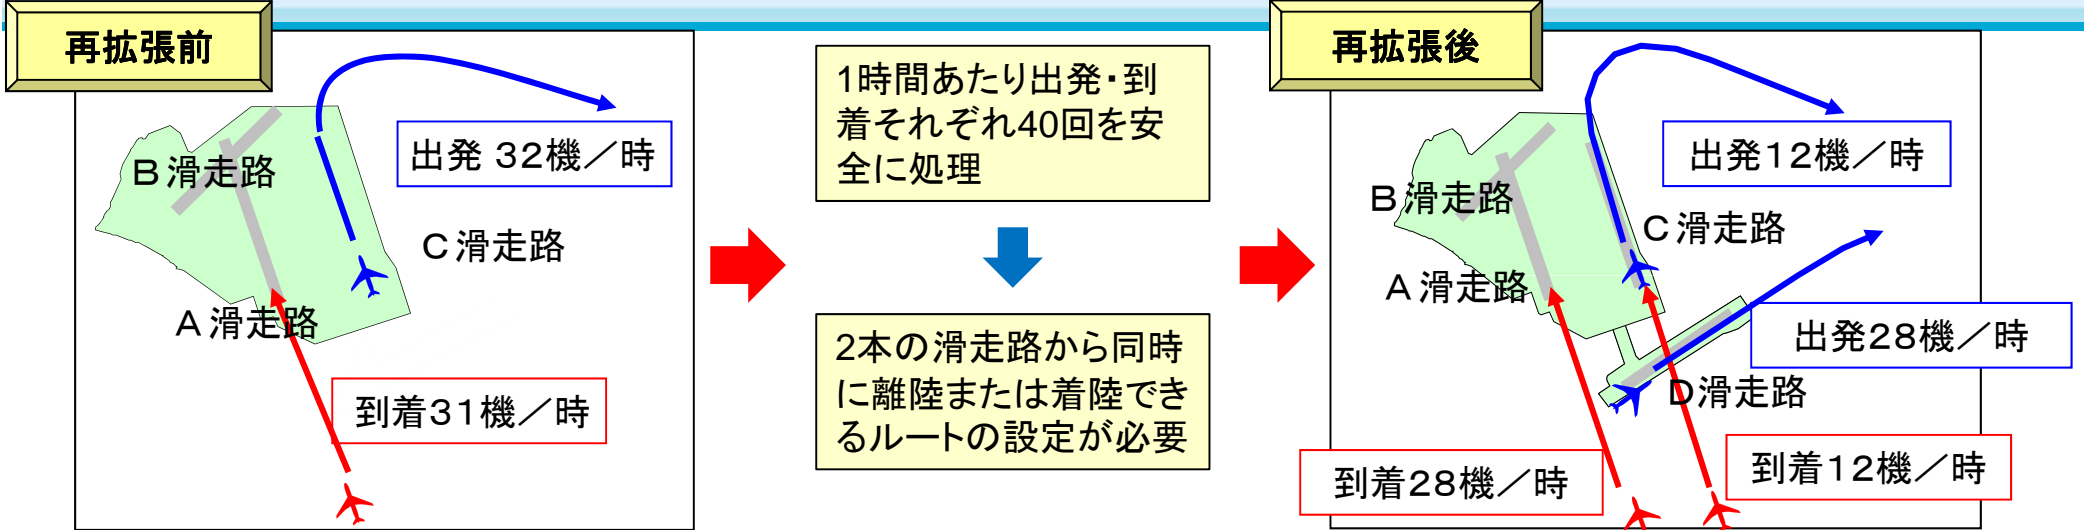 再拡張前
B滑走路
出発 32機／時
C滑走路
A滑走路
到着31機／時
1時間あたり出発・到
着それぞれ40回を安
全に処理
2本の滑走路から同時
に離陸または着陸でき
るルートの設定が必要
再拡張後
出発12機／時
B滑走路
C滑走路
A滑走路
出発28機／時
D滑走路
到着28機／時
到着12機／時